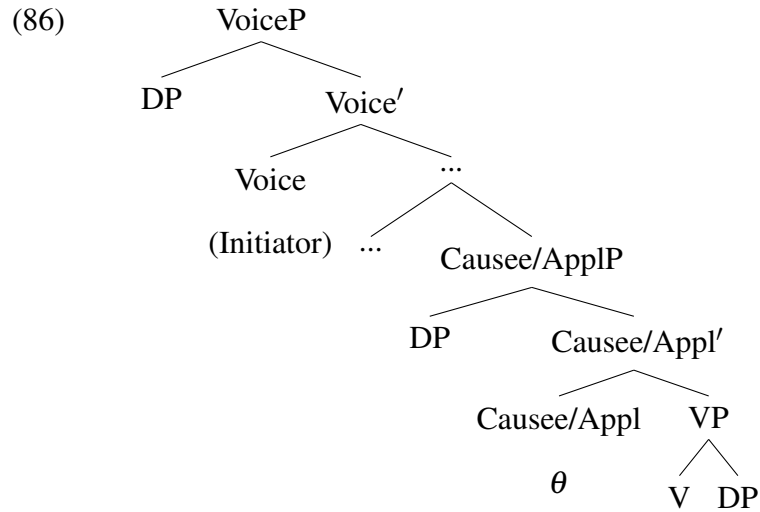 (86) VoiceP
DP Voice′
Voice ...
(Initiator) ... Causee/ApplP
DP Causee/Appl′
Causee/Appl VP
θ V DP